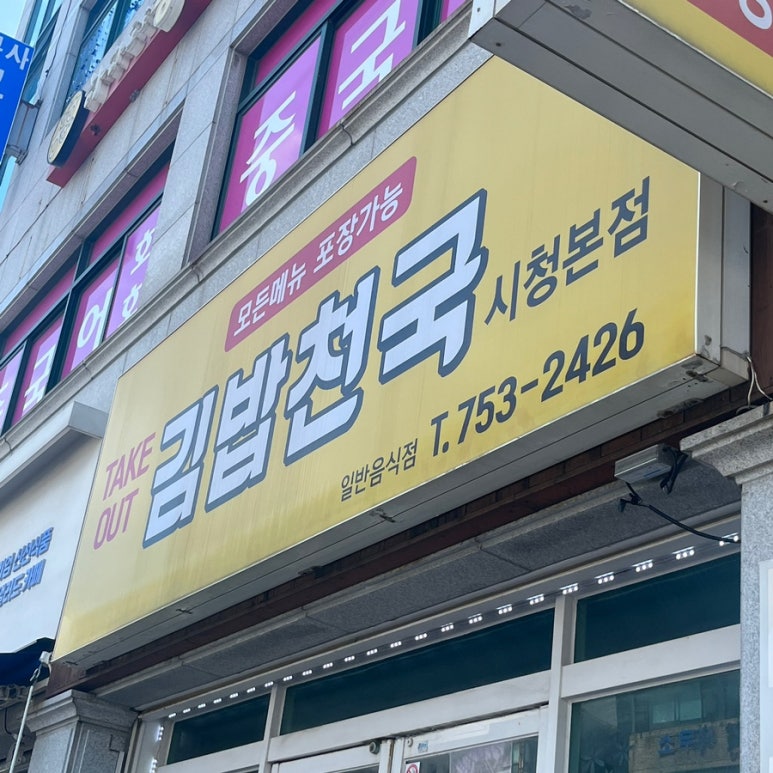 모든메뉴 포장가능
TAKE OUT
김밥천국 시청본점
일반음식점 T.753-2426
중국
국어